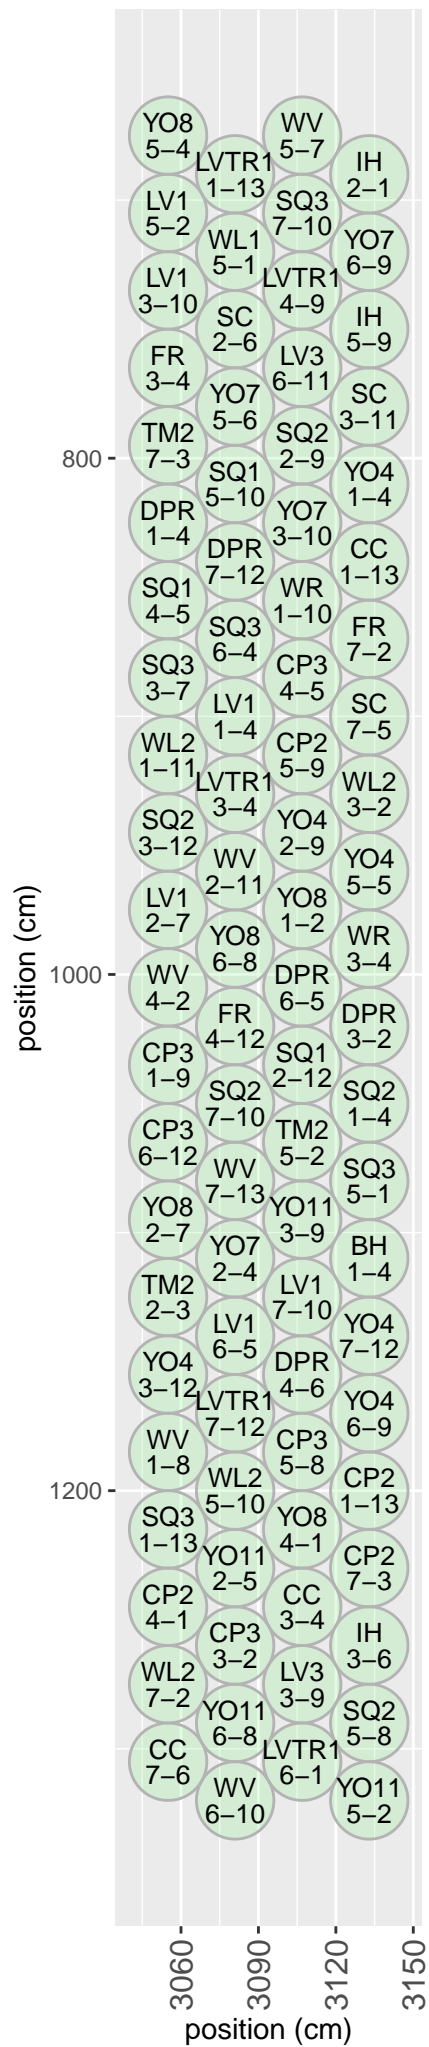 YO8
5–4
WV
5–7
LVTR1
1–13
IH
2–1
LV1
5–2
SQ3
7–10
WL1
5–1
YO7
6–9
LV1
3–10
LVTR1
4–9
SC
2–6
IH
5–9
FR
3–4
LV3
6–11
YO7
5–6
SC
3–11
TM2
7–3
SQ2
2–9
800
SQ1
5–10
YO4
1–4
DPR
1–4
YO7
3–10
DPR
7–12
CC
1–13
SQ1
4–5
WR
1–10
SQ3
6–4
FR
7–2
SQ3
3–7
CP3
4–5
LV1
1–4
SC
7–5
WL2
1–11
CP2
5–9
LVTR1
3–4
WL2
3–2
SQ2
3–12
YO4
2–9
WV
2–11
YO4
5–5
LV1
2–7
YO8
1–2
position (cm)
YO8
6–8
WR
3–4
1000
WV
4–2
DPR
6–5
FR
4–12
DPR
3–2
CP3
1–9
SQ1
2–12
SQ2
7–10
SQ2
1–4
CP3
6–12
TM2
5–2
WV
7–13
SQ3
5–1
YO8
2–7
YO11
3–9
YO7
2–4
BH
1–4
TM2
2–3
LV1
7–10
LV1
6–5
YO4
7–12
YO4
3–12
DPR
4–6
LVTR1
7–12
YO4
6–9
WV
1–8
CP3
5–8
WL2
5–10
CP2
1–13
1200
SQ3
1–13
YO8
4–1
YO11
2–5
CP2
7–3
CP2
4–1
CC
3–4
CP3
3–2
IH
3–6
WL2
7–2
LV3
3–9
YO11
6–8
SQ2
5–8
CC
7–6
LVTR1
6–1
WV
6–10
YO11
5–2
3060
3090
3120
3150
position (cm)